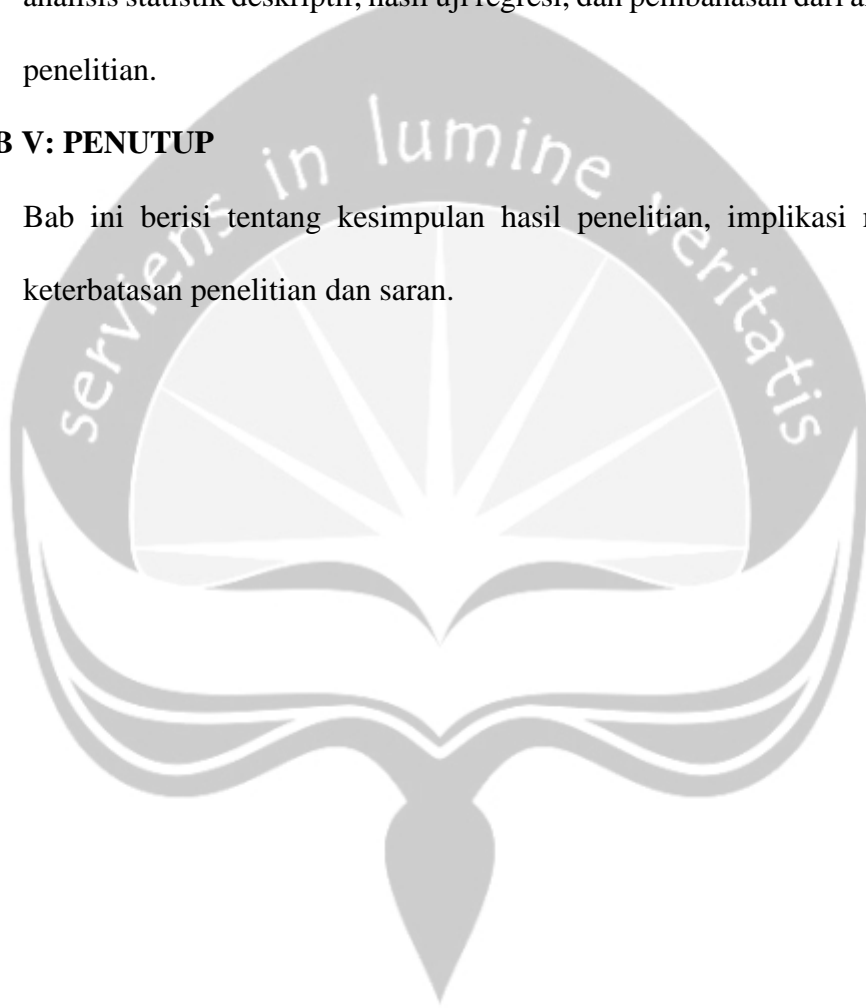 analisis statistik deskriptif, hasil uji regresi, dan pembahasan dari
penelitian.
V: PENUTUP
Bab ini berisi tentang kesimpulan hasil penelitian, implikasi
keterbatasan penelitian dan saran.
serviens in lumine veritatis